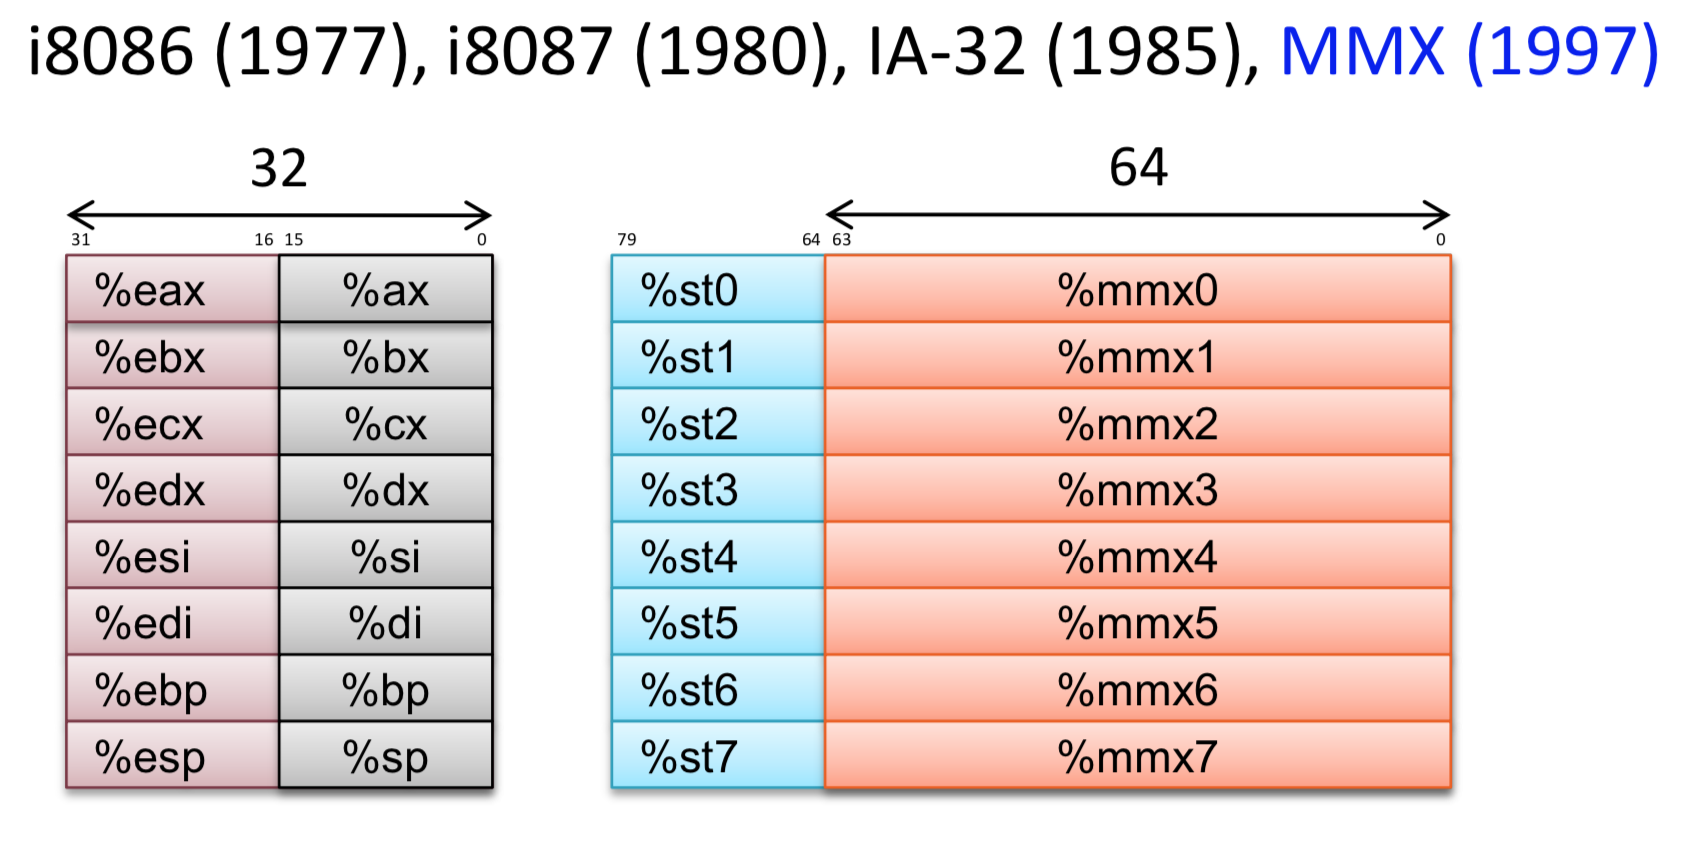 i8086 (1977), i8087 (1980), IA-32 (1985), MMX (1997)
32 64
31 16 15 0 79 64 63 0
%eax %ax %st0 %mmx0
%ebx %bx %st1 %mmx1
%ecx %cx %st2 %mmx2
%edx %dx %st3 %mmx3
%esi %si %st4 %mmx4
%edi %di %st5 %mmx5
%ebp %bp %st6 %mmx6
%esp %sp %st7 %mmx7